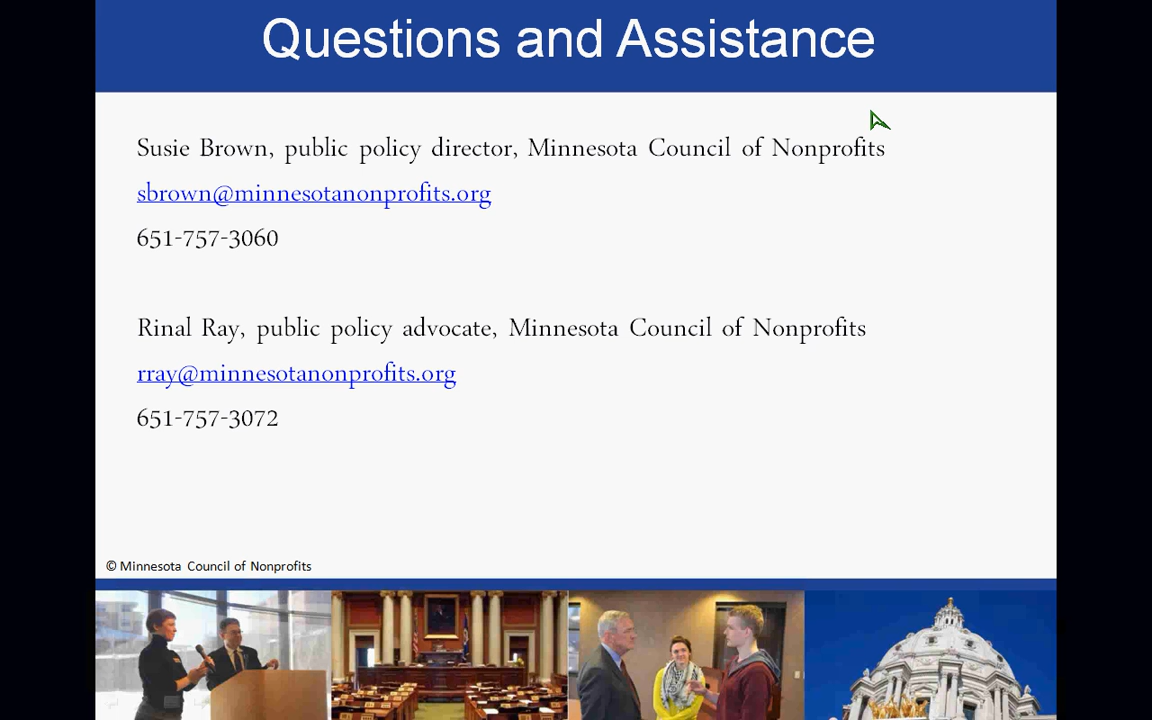 Questions and Assistance
Susie Brown, public policy director, Minnesota Council of Nonprofits
sbrown@minnesotanonprofits.org
651-757-3060
Rinal Ray, public policy advocate, Minnesota Council of Nonprofits
rray@minnesotanonprofits.org
651-757-3072
© Minnesota Council of Nonprofits